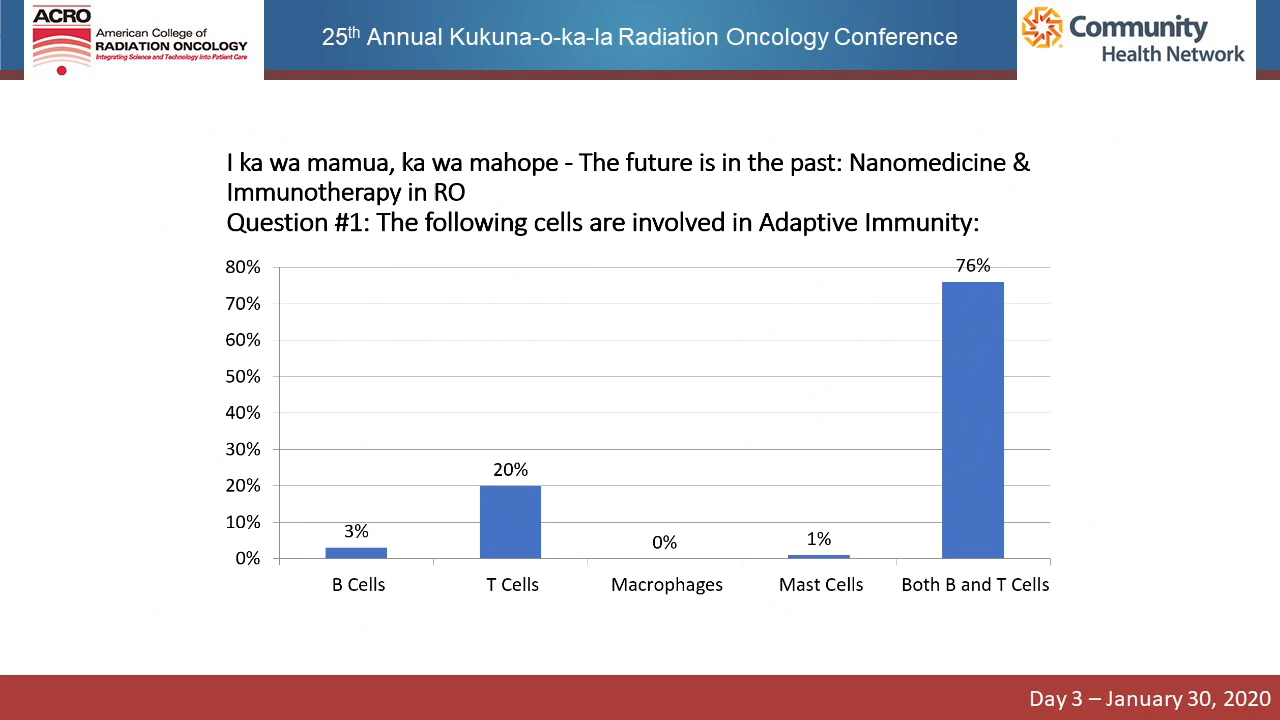 ACRO
American College of
RADIATION ONCOLOGY
Integrating Science and Technology into Patient Care
25th Annual Kukuna-o-ka-la Radiation Oncology Conference
Community
Health Network
I ka wa mamua, ka wa mahope - The future is in the past: Nanomedicine &
Immunotherapy in RO
Question #1: The following cells are involved in Adaptive Immunity:
80%
70%
60%
50%
40%
30%
20%
10%
0%
3%
20%
0%
1%
76%
B Cells
T Cells
Macrophages
Mast Cells
Both B and T Cells
Day 3 – January 30, 2020